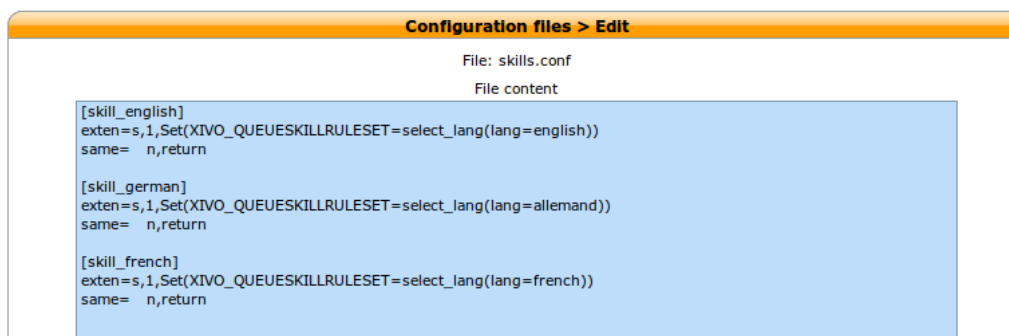 Configuration files > Edit
File: skills.conf
File content
[skill_english]
exten=s,1,Set(XIVO_QUEUESKILLRULESET=select_lang(lang=english))
same=   n,return
[skill_german]
exten=s,1,Set(XIVO_QUEUESKILLRULESET=select_lang(lang=allemand))
same=   n,return
[skill_french]
exten=s,1,Set(XIVO_QUEUESKILLRULESET=select_lang(lang=french))
same=   n,return